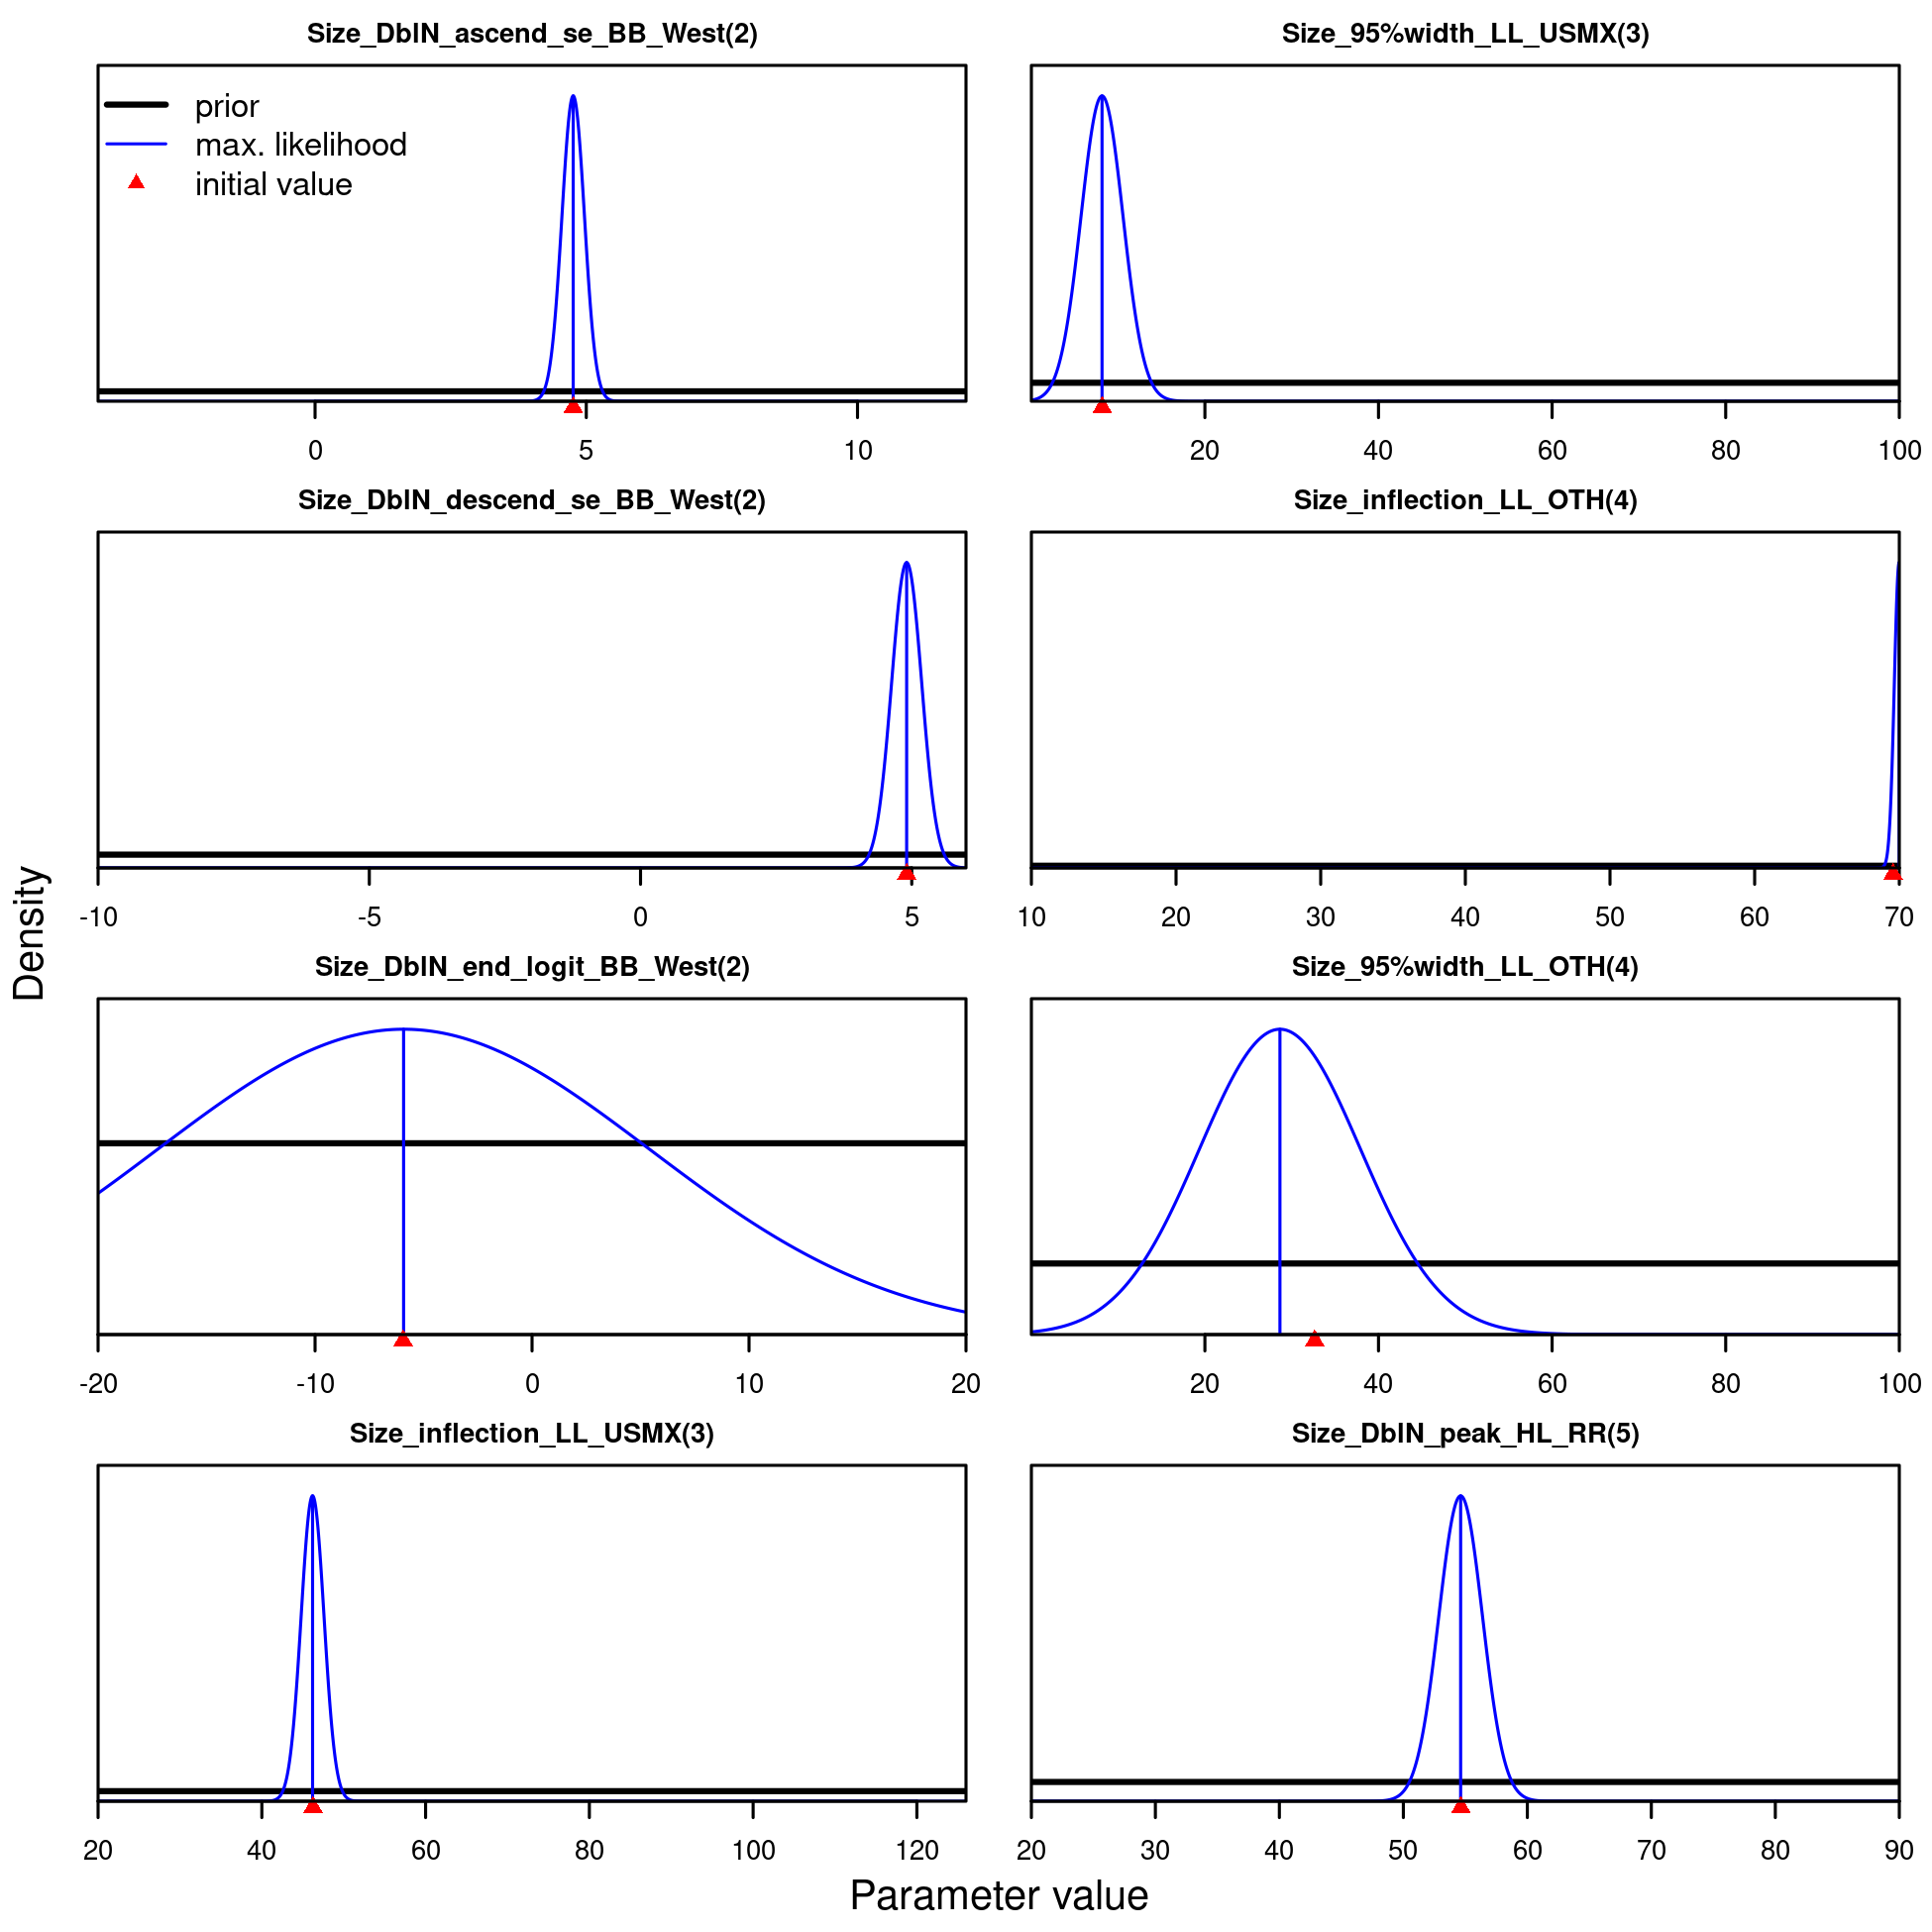 Size_DblN_ascend_se_BB_West(2)
prior
max. likelihood
initial value
0 5 10
Size_95%width_LL_USMX(3)
20 40 60 80 100
Size_DblN_descend_se_BB_West(2)
-10 -5 0 5
Size_inflection_LL_OTH(4)
10 20 30 40 50 60 70
Size_DblN_end_logit_BB_West(2)
-20 -10 0 10 20
Size_95%width_LL_OTH(4)
20 40 60 80 100
Size_inflection_LL_USMX(3)
20 40 60 80 100 120
Size_DblN_peak_HL_RR(5)
20 30 40 50 60 70 80 90
Density
Parameter value